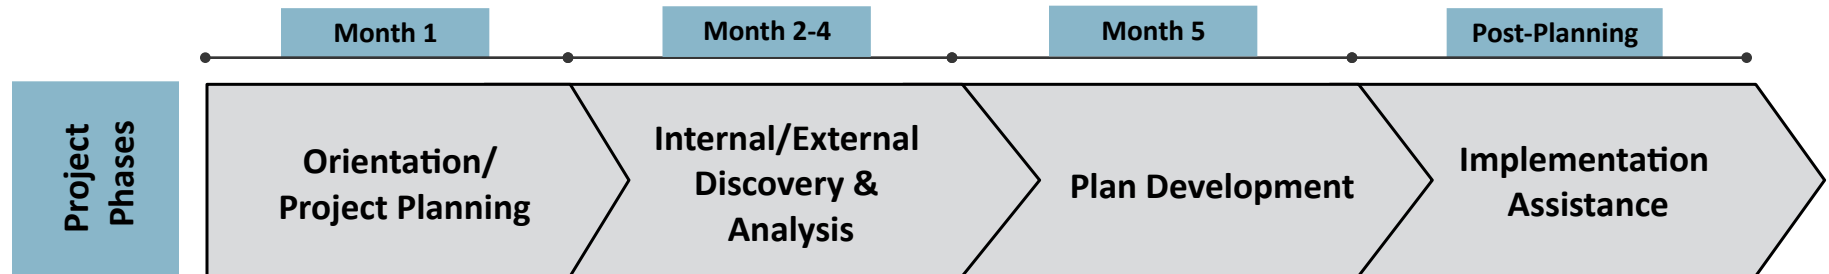 Month 1
Month 2-4
Month 5
Post-Planning
Project
Phases
Orientation/
Project Planning
Internal/External
Discovery &
Analysis
Plan Development
Implementation
Assistance